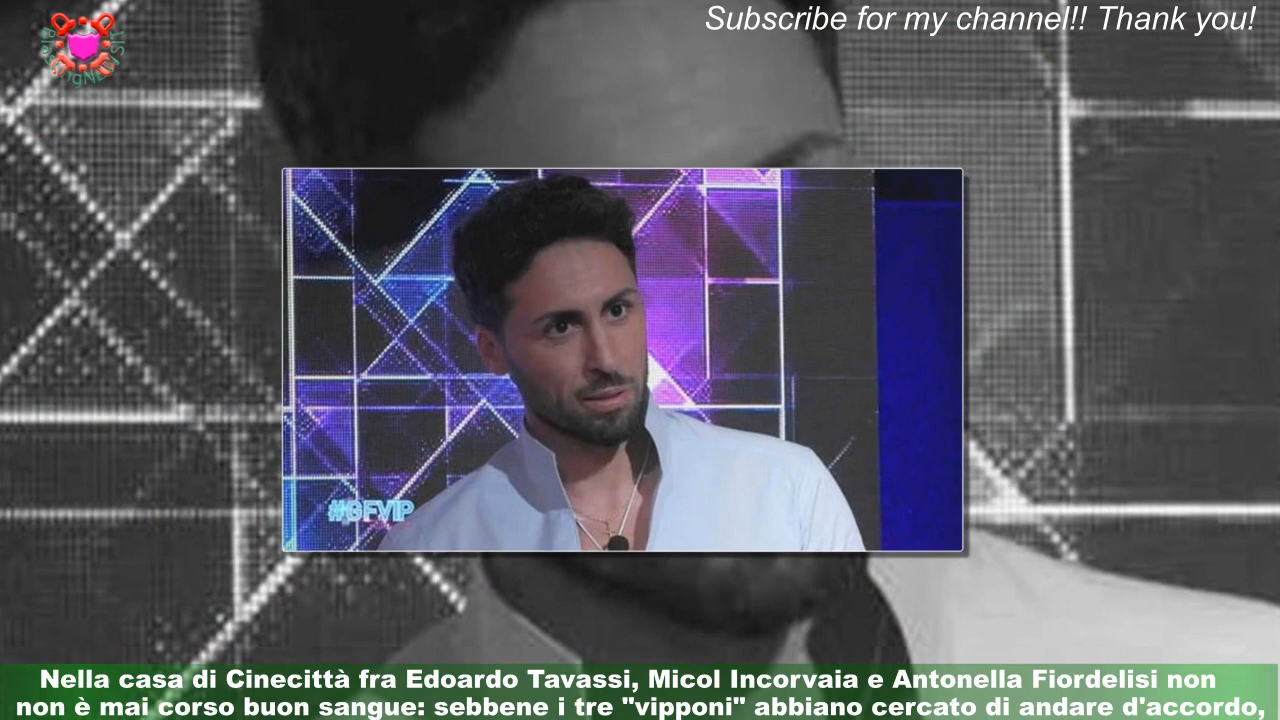 Subscribe for my channel!! Thank you!
#GFVIP
Nella casa di Cinecittà fra Edoardo Tavassi, Micol Incorvaia e Antonella Fiordelisi non
non è mai corso buon sangue: sebbene i tre "vipponi" abbiano cercato di andare d'accordo,